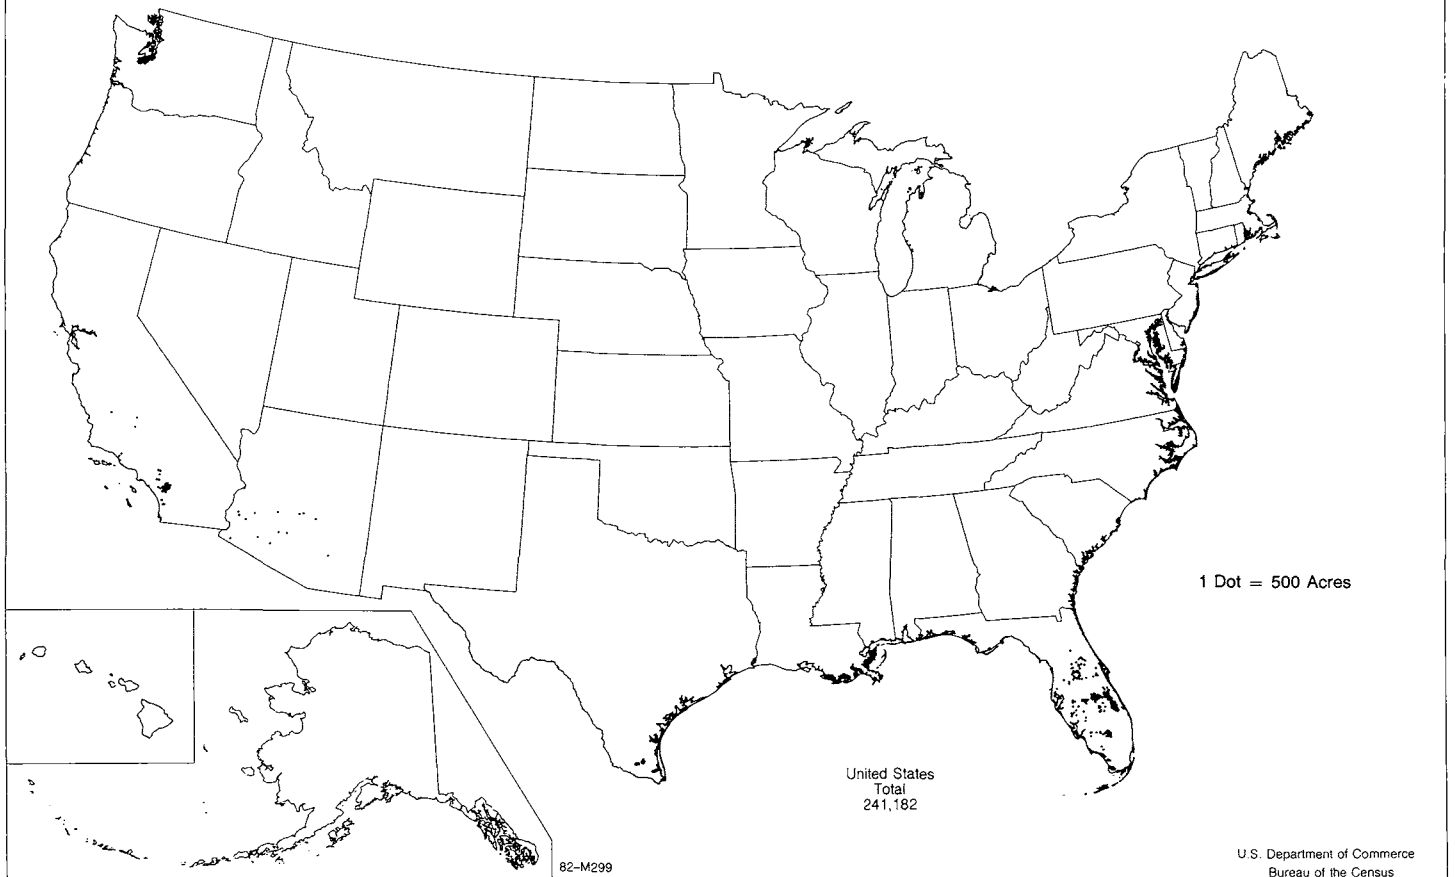 1 Dot = 500 Acres
United States
Total
241,182
82-M299
U.S. Department of Commerce
Bureau of the Census